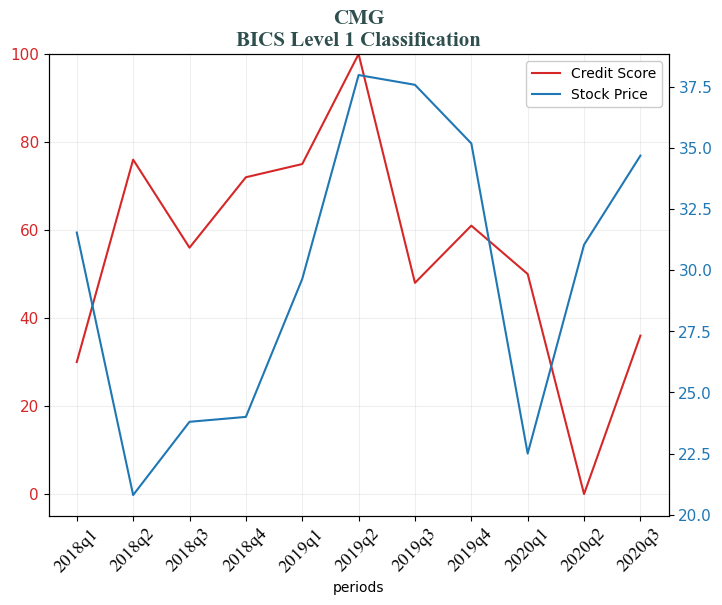 CMG
BICS Level 1 Classification
Credit Score
Stock Price
100
80
60
40
20
0
37.5
35.0
32.5
30.0
27.5
25.0
22.5
20.0
2018q1
2018q2
2018q3
2018q4
2019q1
2019q2
2019q3
2019q4
2020q1
2020q2
2020q3
periods